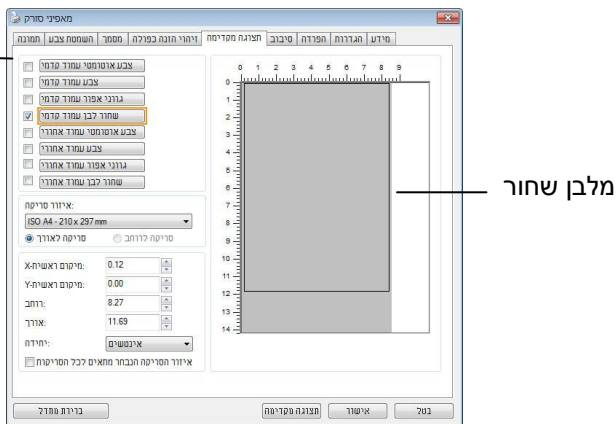 מאפיני סורק
תמונה
השמטת צבע
מסמך
זיהוי הזנה כפולה
תצוגה מקדימה
סיבוב
הפרדה
הגדרות
מידע
צבע אוטומטי עמוד קדמי
צבע עמוד קדמי
גווני אפור עמוד קדמי
שחור לבן עמוד קדמי
צבע אוטומטי עמוד אחורי
צבע עמוד אחורי
גווני אפור עמוד אחורי
שחור לבן עמוד אחורי
איזור סריקה:
ISO A4 - 210 x 297 mm
סריקה לאורך
סריקה לרוחב
X-מיקום ראשית: 0.12
Y-מיקום ראשית: 0.00
רוחב: 8.27
אורך: 11.69
יחידה: אינטשים
איזור הסריקה הנבחר מתאים לכל הסריקות
0 1 2 3 4 5 6 7 8 9
0
1
2
3
4
5
6
7
8
9
10
11
12
13
14
מלבן שחור
ברירת מחדל
תצוגה מקדימה
אישור
בטל